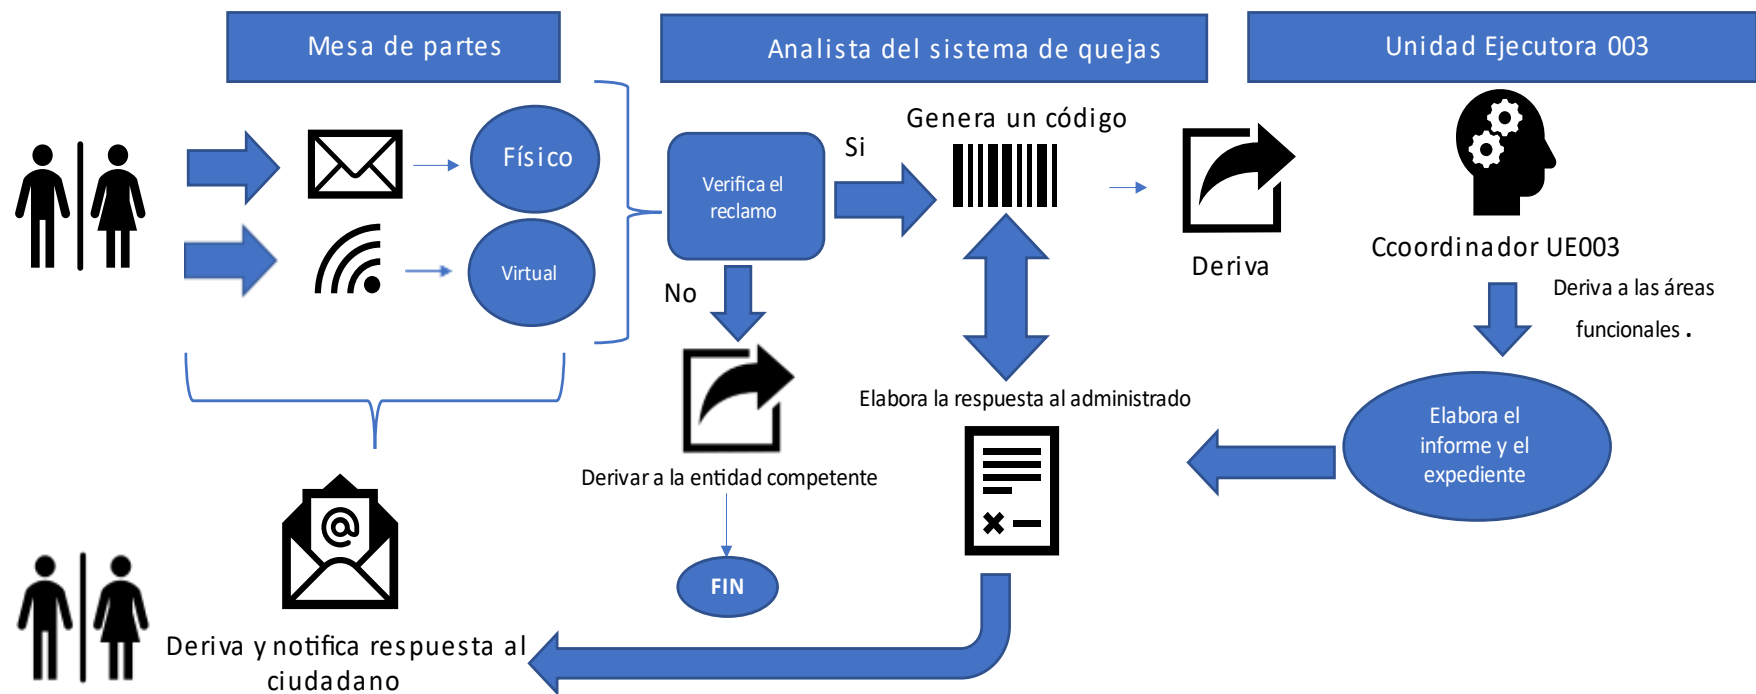 Mesa de partes
Analista del sistema de quejas
Unidad Ejecutora 003
Físico
Virtual
Verifica el
reclamo
Si
No
Genera un código
Deriva
Ccoordinador UE003
Deriva a las áreas
funcionales .
Elabora el
informe y el
expediente
Elabora la respuesta al administrado
Derivar a la entidad competente
FIN
@
Deriva y notifica respuesta al
ciudadano